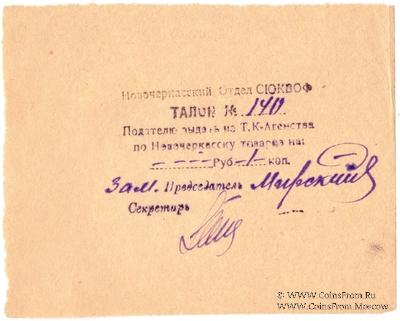 Новочеркасский Отдел СЮКВОФ
ТАЛОН № 140
Подателю выдать из Т.К-Агенства
по Новочеркасску товаров на:
— — — — Руб -1- коп.
Зам. Председатель Мирский
Секретарь
© WWW.COINSFROM.RU
© WWW.COINSFROM.MOSCOW